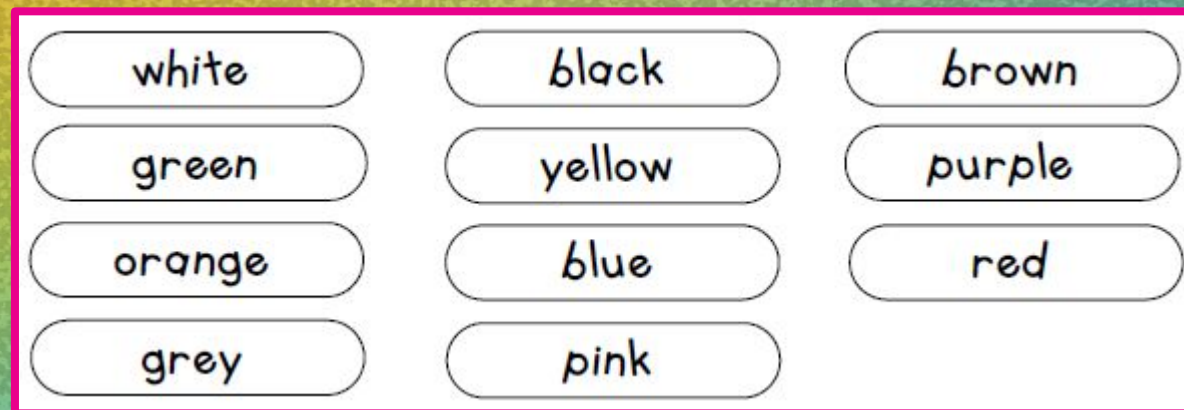 white black brown
green yellow purple
orange blue red
grey pink